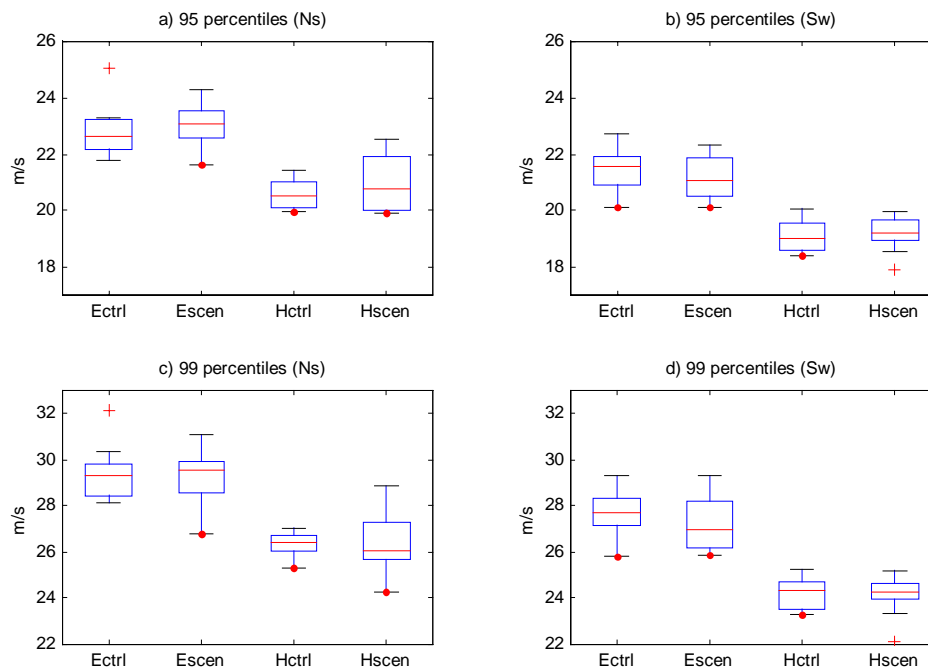 a) 95 percentiles (Ns)
26
24
22
20
18
m/s
Ectrl Escen Hctrl Hscen
b) 95 percentiles (Sw)
26
24
22
20
18
m/s
Ectrl Escen Hctrl Hscen
c) 99 percentiles (Ns)
32
30
28
26
24
22
m/s
Ectrl Escen Hctrl Hscen
d) 99 percentiles (Sw)
32
30
28
26
24
22
m/s
Ectrl Escen Hctrl Hscen